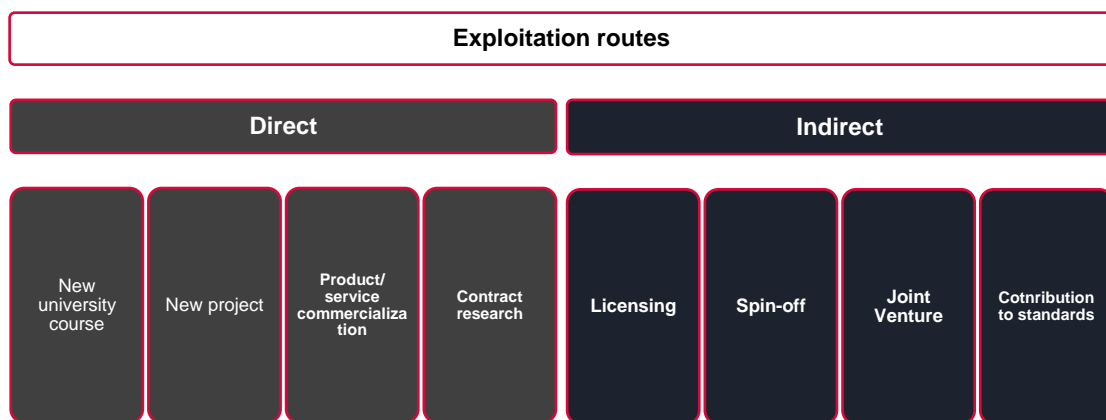 Exploitation routes
Direct
Indirect
New
university
course
New project
Product/
service
commercializa
tion
Contract
research
Licensing
Spin-off
Joint
Venture
Cotnribution
to standards